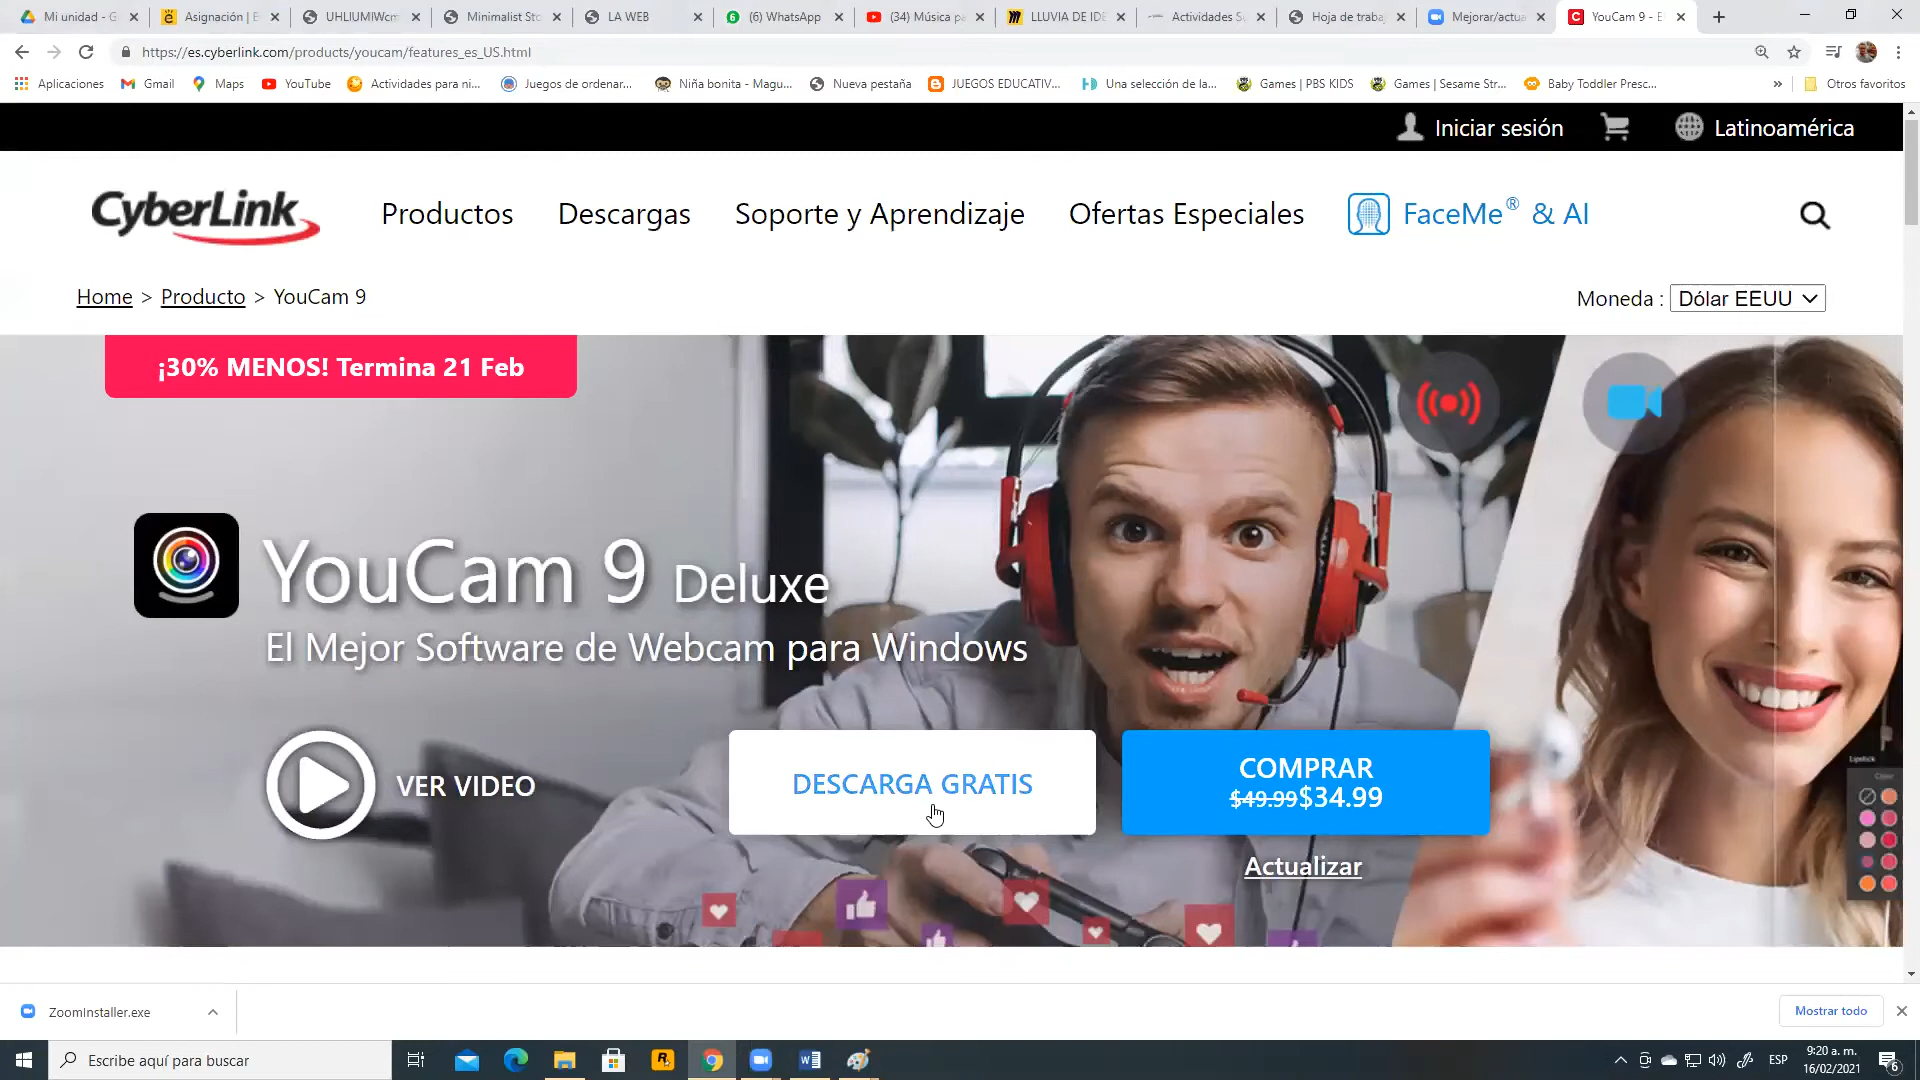 Mi unidad - G
Asignación | E
UHLIUMIWcm
Minimalist Sto
LA WEB
(6) WhatsApp
(34) Música pa
LLUVIA DE IDE
Actividades Su
Hoja de trabaj
Mejorar/actua
YouCam 9 - E
https://es.cyberlink.com/products/youcam/features_es_US.html
Aplicaciones
Gmail
Maps
YouTube
Actividades para ni...
Juegos de ordenar...
Niña bonita - Magu...
Nueva pestaña
JUEGOS EDUCATIV...
Una selección de la...
Games | PBS KIDS
Games | Sesame Str...
Baby Toddler Presc...
»
Otros favoritos
Iniciar sesión
Latinoamérica
CyberLink
Productos
Descargas
Soporte y Aprendizaje
Ofertas Especiales
FaceMe® & AI
Home > Producto > YouCam 9
Moneda : Dólar EEUU
¡30% MENOS! Termina 21 Feb
YouCam 9 Deluxe
El Mejor Software de Webcam para Windows
VER VIDEO
DESCARGA GRATIS
COMPRAR
$49.99$34.99
Actualizar
Lipstick
Color
ZoomInstaller.exe
Mostrar todo
Escribe aquí para buscar
ESP
9:20 a. m.
16/02/2021
6